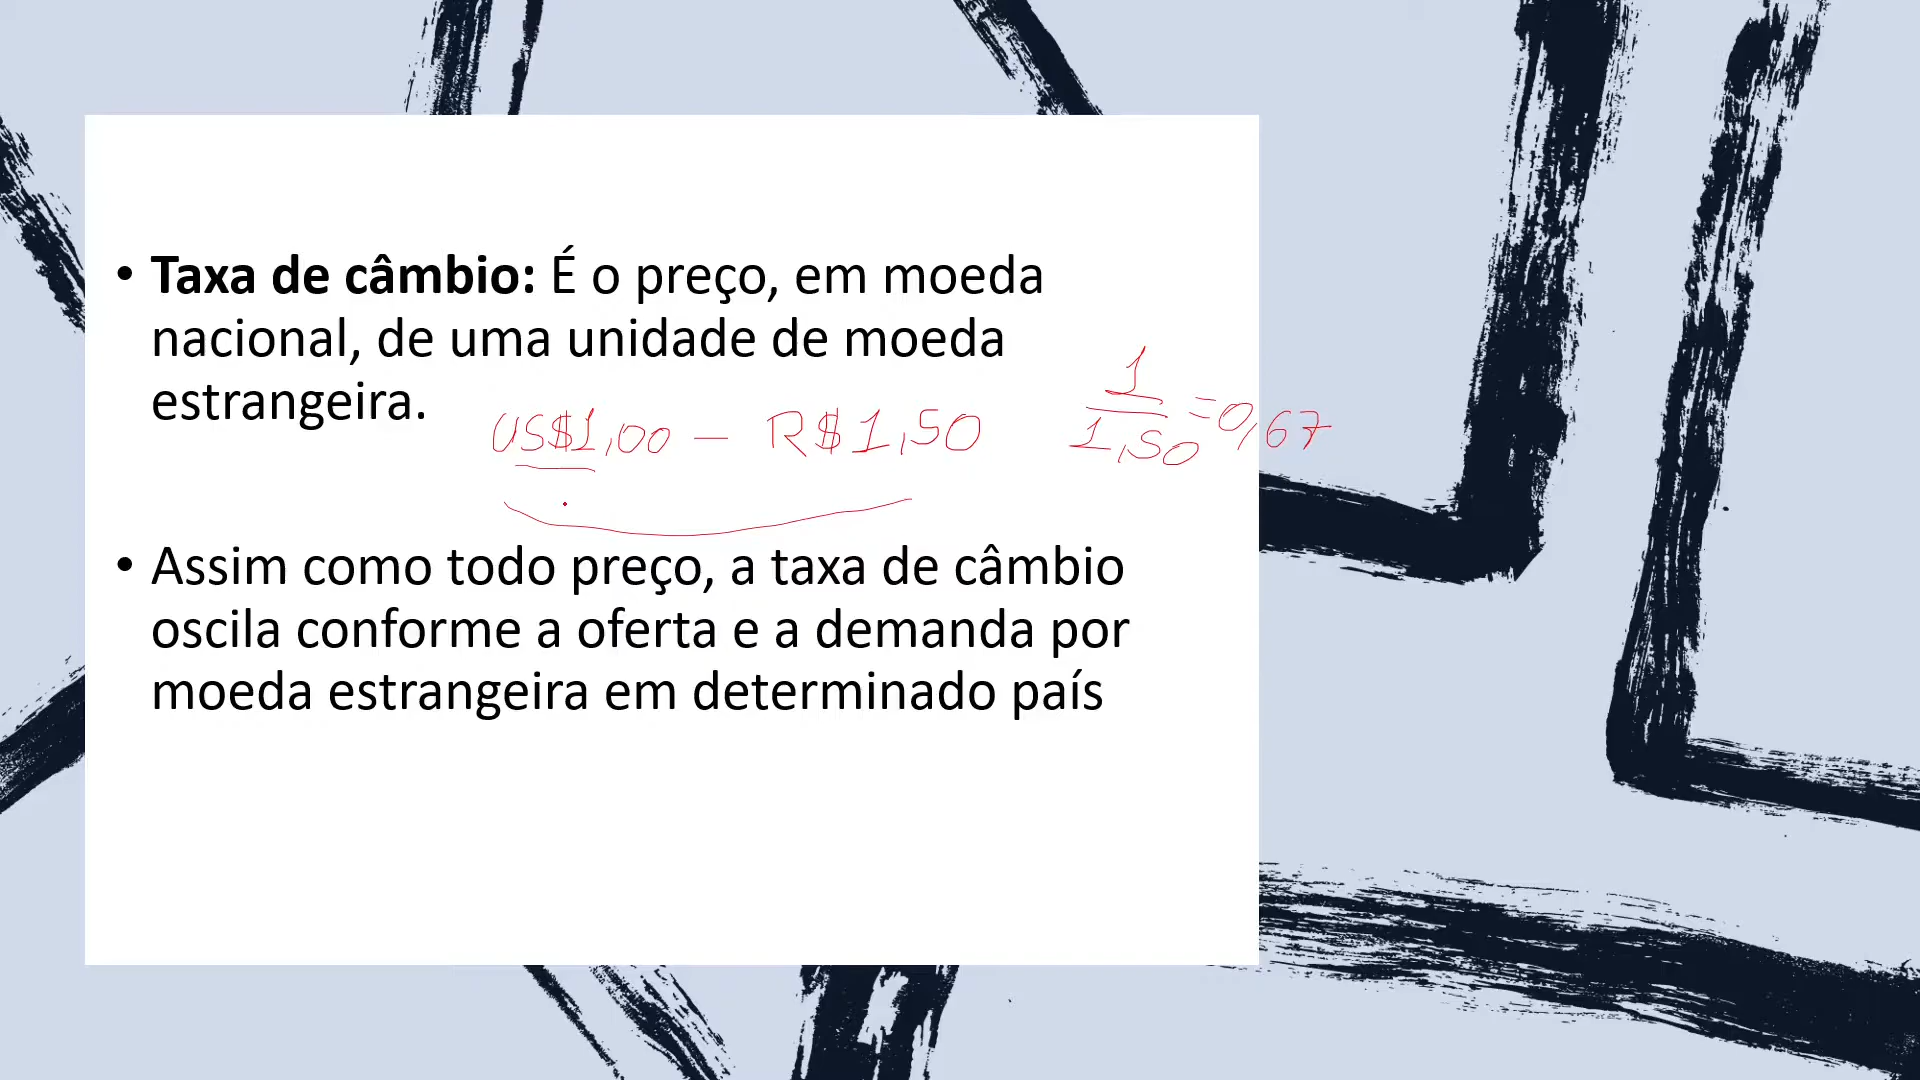 • Taxa de câmbio: É o preço, em moeda
nacional, de uma unidade de moeda
estrangeira.
US$1,00 – R$1,50
1/1,50 = 0,67
• Assim como todo preço, a taxa de câmbio
oscila conforme a oferta e a demanda por
moeda estrangeira em determinado país